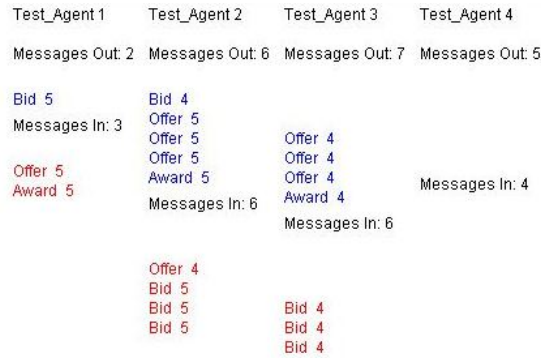 Test_Agent 1
Messages Out: 2
Bid 5
Messages In: 3
Offer 5
Award 5
Test_Agent 2
Messages Out: 6
Bid 4
Offer 5
Offer 5
Offer 5
Award 5
Messages In: 6
Offer 4
Bid 5
Bid 5
Bid 5
Test_Agent 3
Messages Out: 7
Offer 4
Offer 4
Offer 4
Award 4
Messages In: 6
Bid 4
Bid 4
Bid 4
Test_Agent 4
Messages Out: 5
Messages In: 4